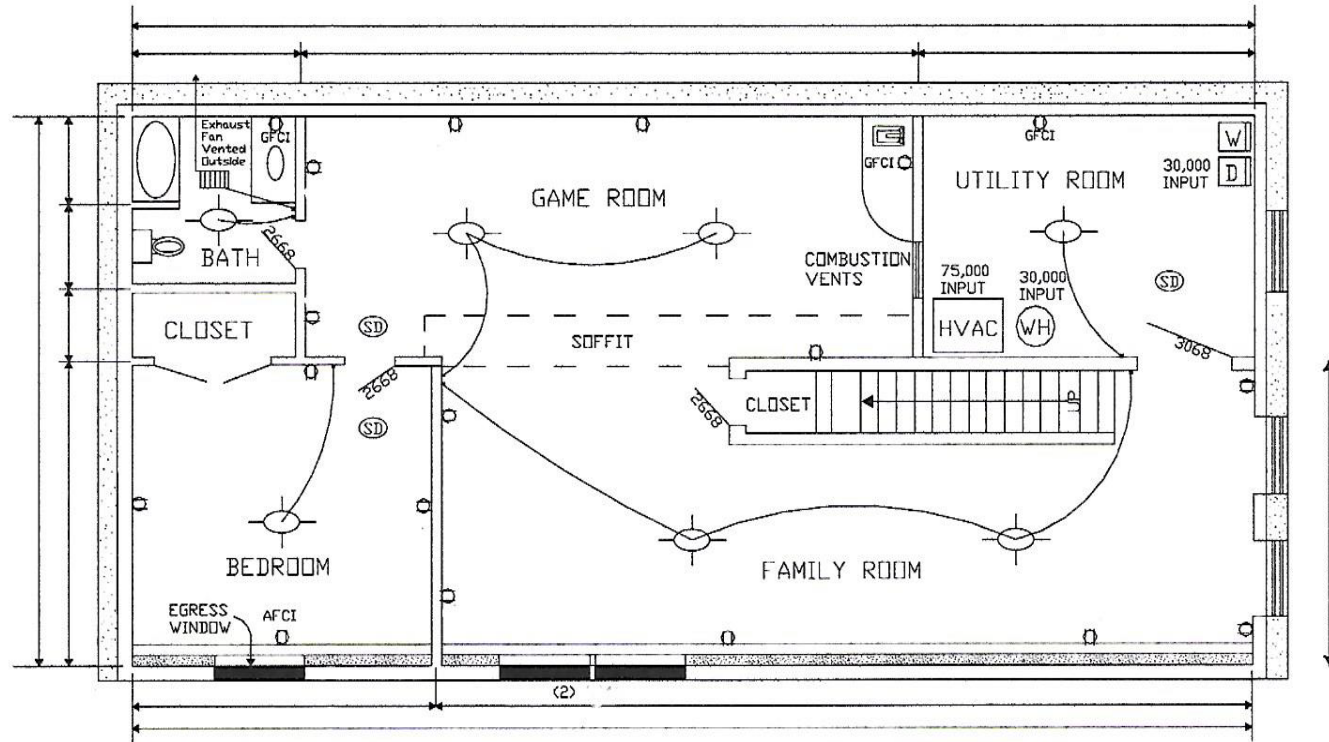 Exhaust
Fan
Vented
Outside
GFCI
BATH
2668
CLOSET
GAME ROOM
GFCI
COMBUSTION
VENTS
SD
SOFFIT
GFCI
UTILITY ROOM
30,000
INPUT
W
D
75,000
INPUT
30,000
INPUT
HVAC
WH
SD
3068
2668
SD
2668
CLOSET
UP
BEDROOM
EGRESS
WINDOW
AFCI
FAMILY ROOM
(2)